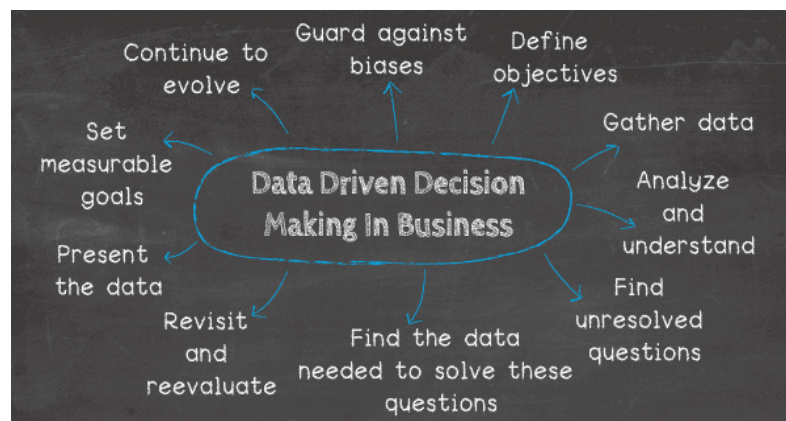 Guard against
biases
Define
objectives
Gather data
Analyze
and
understand
Find
unresolved
questions
Find the data
needed to solve these
questions
Revisit
and
reevaluate
Present
the data
Set
measurable
goals
Continue to
evolve
Data Driven Decision
Making In Business